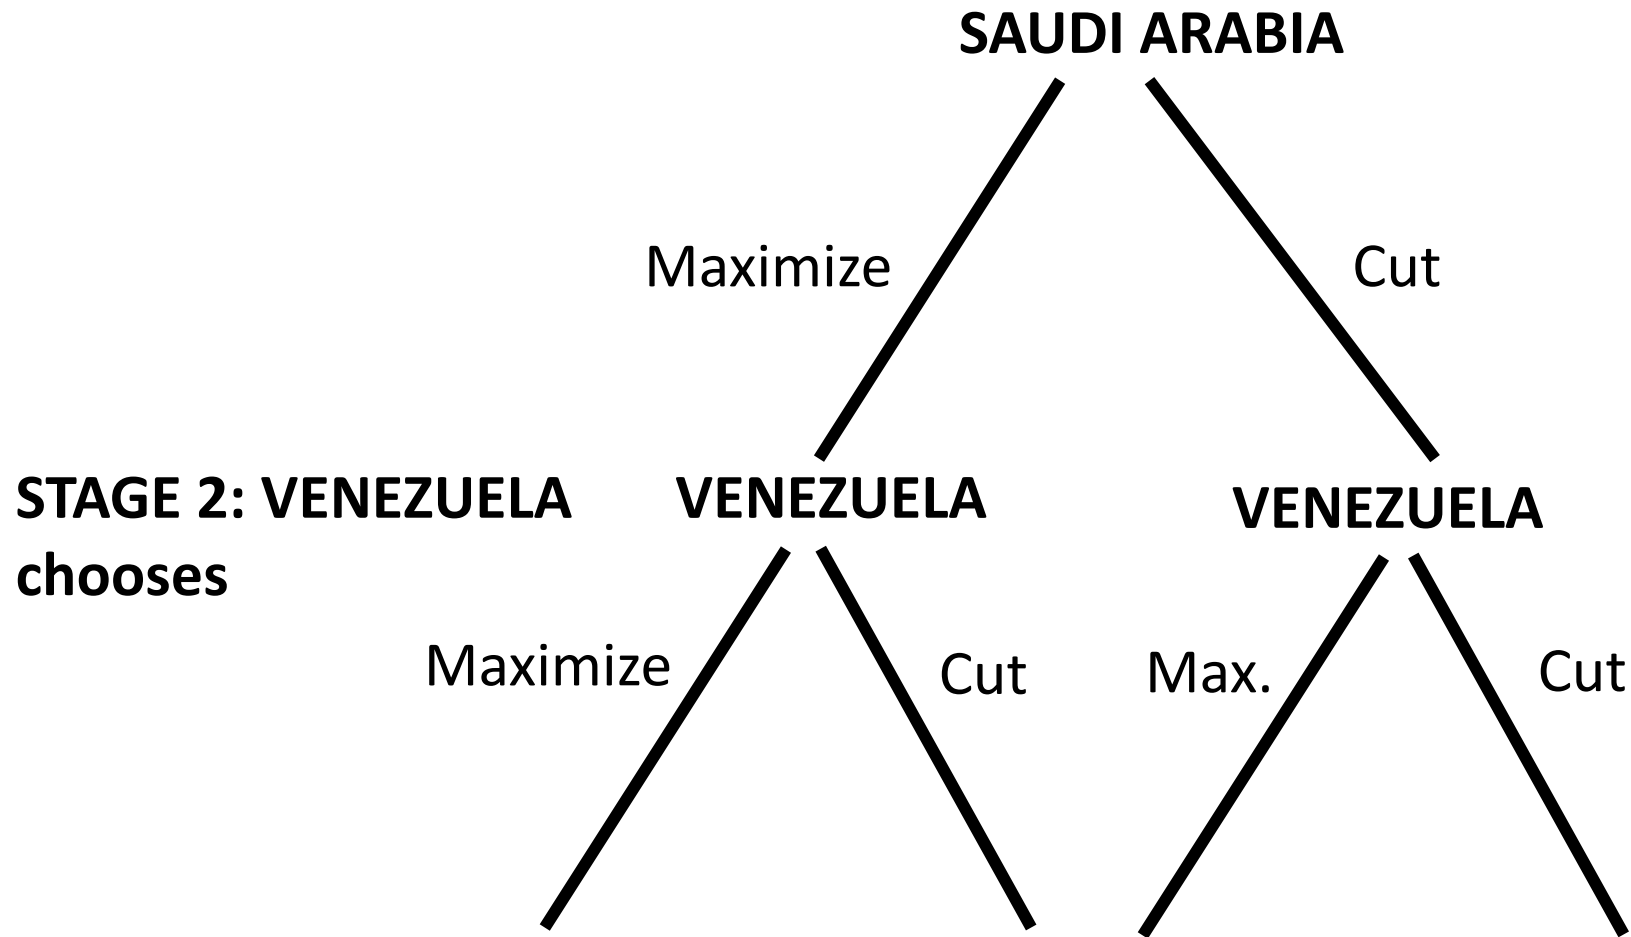 SAUDI ARABIA
Maximize
Cut
STAGE 2: VENEZUELA
chooses
VENEZUELA
VENEZUELA
Maximize
Cut
Max.
Cut